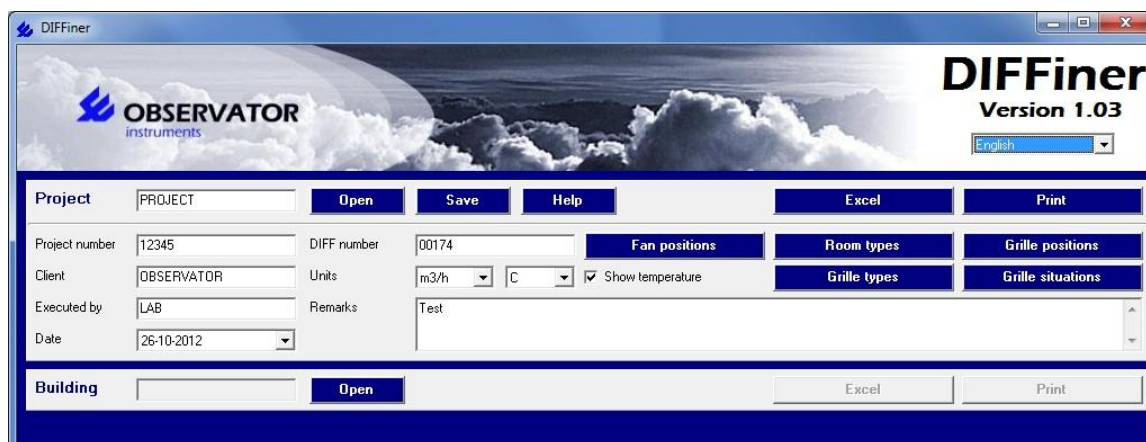 DIFFiner
OBSERVATOR
instruments
DIFFiner
Version 1.03
English
Project PROJECT Open Save Help Excel Print
Project number 12345 DIFF number 00174 Fan positions Room types Grille positions
Client OBSERVATOR Units m3/h C Show temperature Grille types Grille situations
Executed by LAB Remarks Test
Date 26-10-2012
Building Open Excel Print